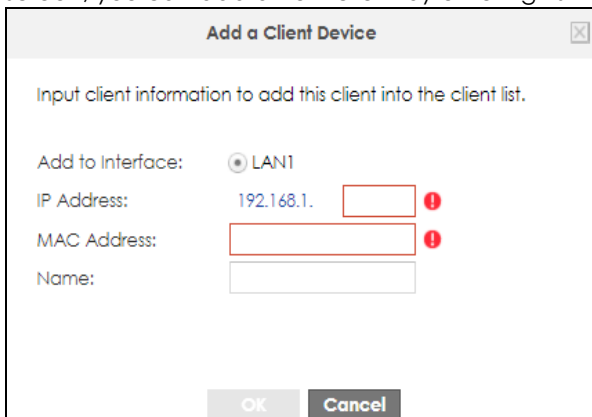 Add a Client Device
Input client information to add this client into the client list.
Add to Interface: LAN1
IP Address: 192.168.1.
MAC Address:
Name:
OK Cancel